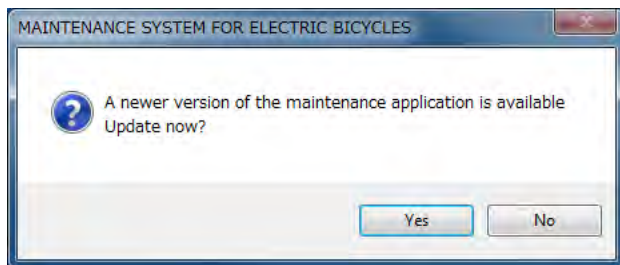 MAINTENANCE SYSTEM FOR ELECTRIC BICYCLES
A newer version of the maintenance application is available
Update now?
Yes
No